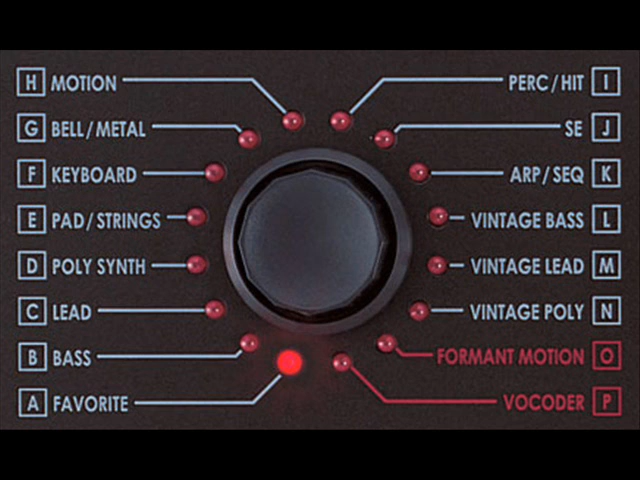 H MOTION
G BELL/METAL
F KEYBOARD
E PAD/STRINGS
D POLY SYNTH
C LEAD
B BASS
A FAVORITE
PERC/HIT I
SE J
ARP/SEQ K
VINTAGE BASS L
VINTAGE LEAD M
VINTAGE POLY N
FORMANT MOTION O
VOCODER P